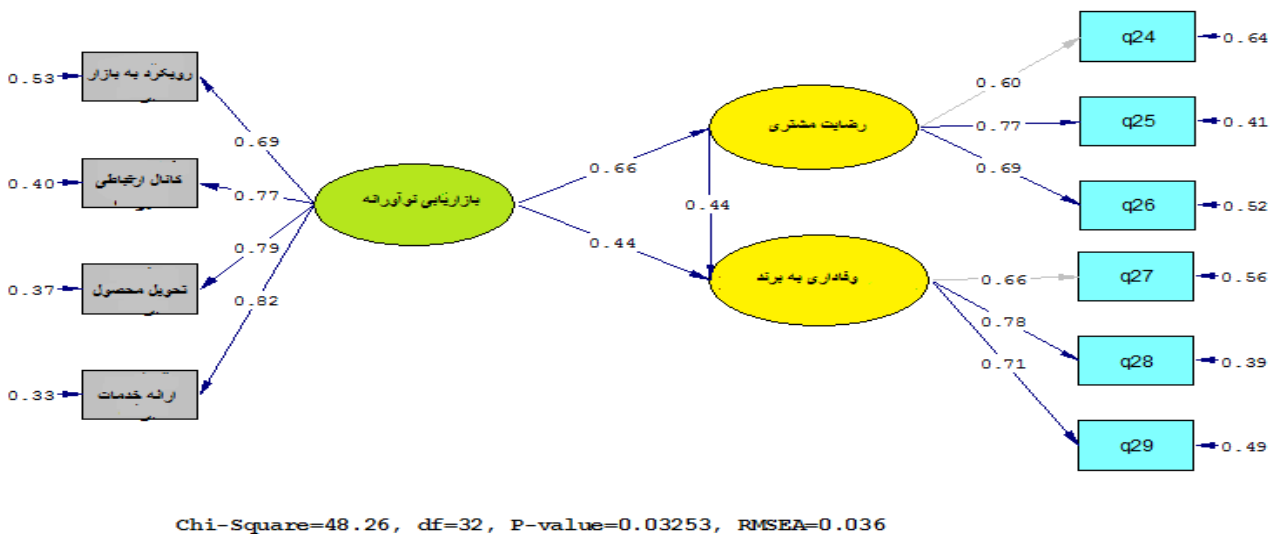 0.53
رویکرد به بازار
0.69
0.40
کانال ارتباطی
0.77
0.37
تحویل محصول
0.79
0.33
ارائه خدمات
0.82
بازاریابی نوآورانه
0.66
0.44
رضایت مشتری
0.44
وفاداری به برند
0.60
q24
0.64
0.77
q25
0.41
0.69
q26
0.52
0.66
q27
0.56
0.78
q28
0.39
0.71
q29
0.49
Chi-Square=48.26, df=32, P-value=0.03253, RMSEA=0.036